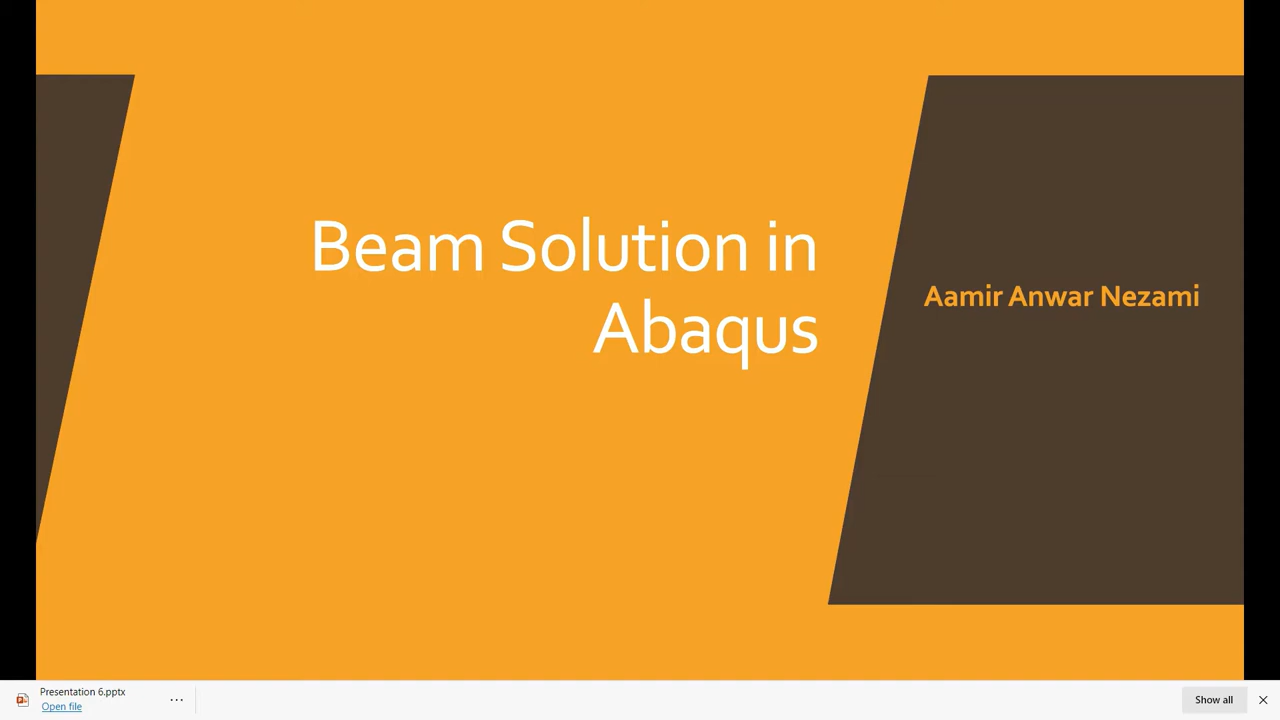 Beam Solution in
Abaqus
Aamir Anwar Nezami
Presentation 6.pptx
Open file
...
Show all